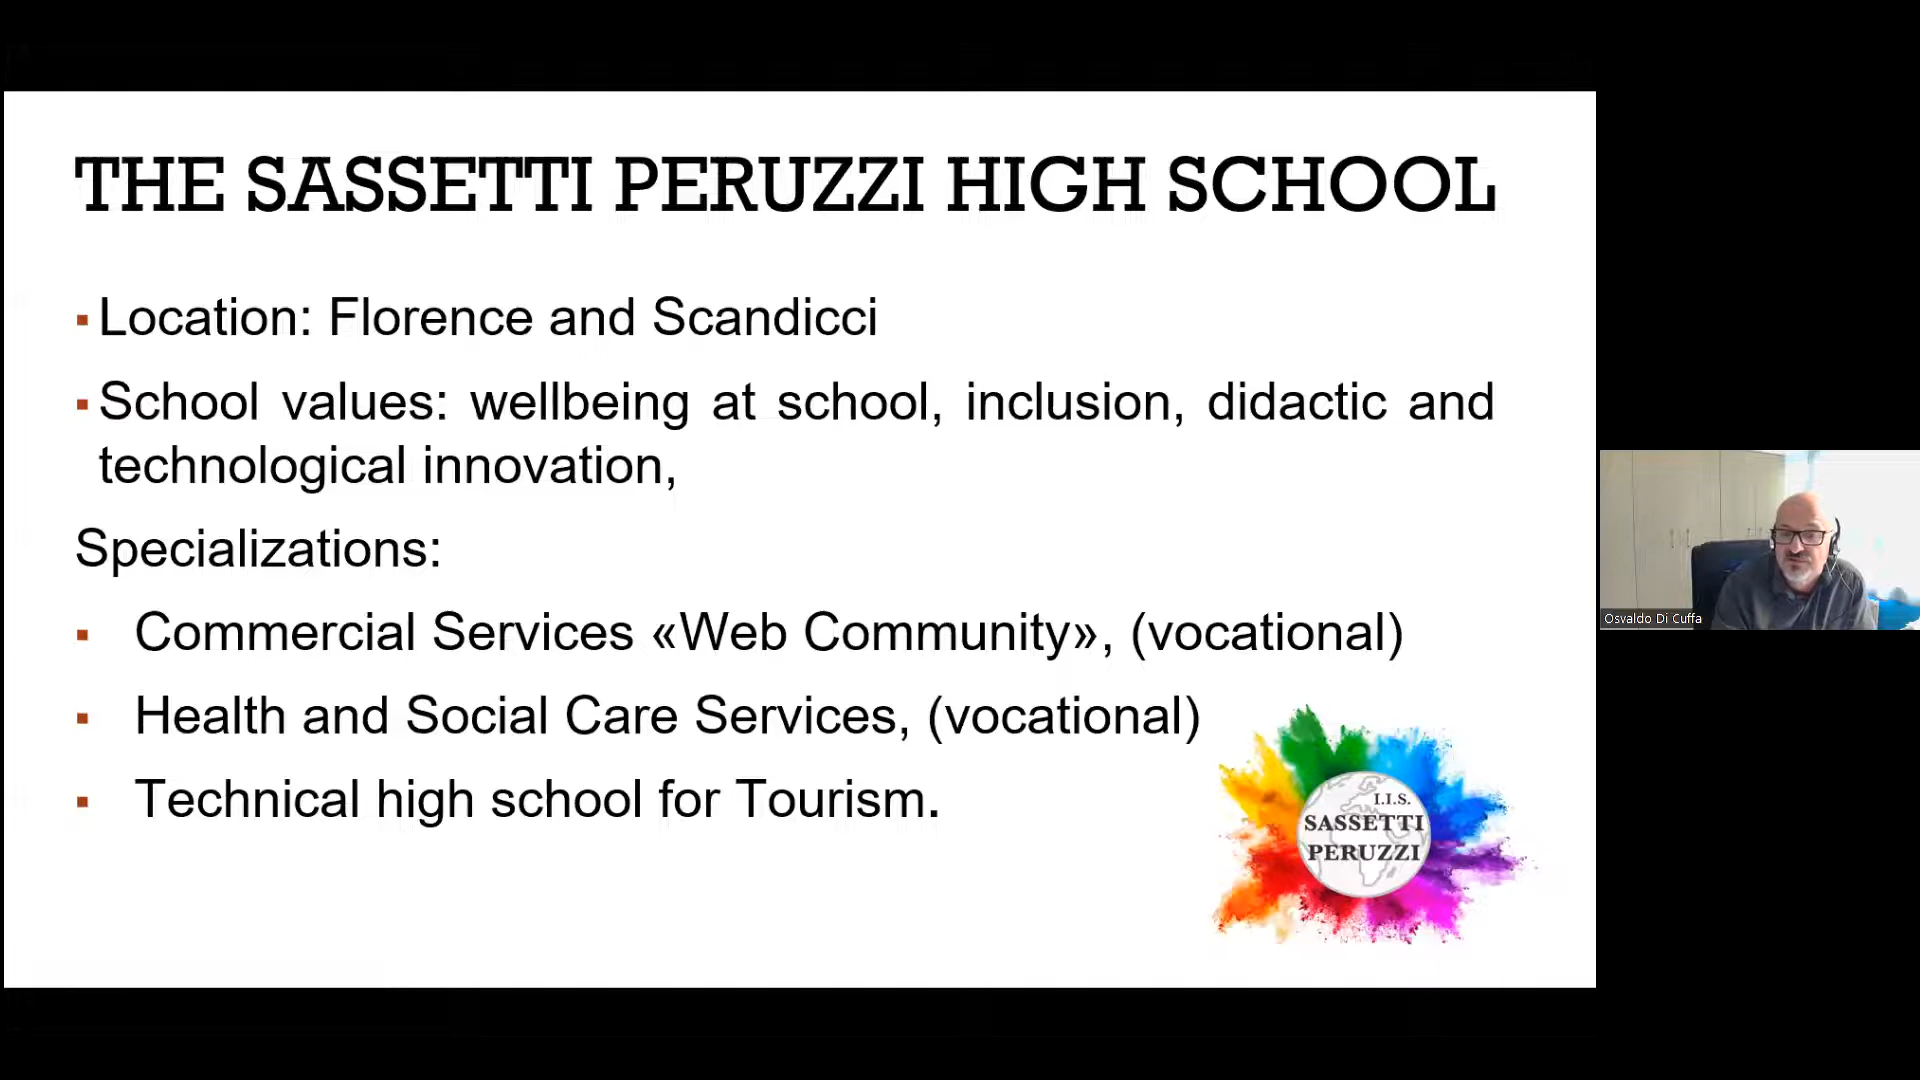 THE SASSETTI PERUZZI HIGH SCHOOL
▪ Location: Florence and Scandicci
▪ School values: wellbeing at school, inclusion, didactic and
technological innovation,
Specializations:
▪ Commercial Services «Web Community», (vocational)
▪ Health and Social Care Services, (vocational)
▪ Technical high school for Tourism.
I.I.S.
SASSETTI
PERUZZI
Osvaldo Di Cuffa